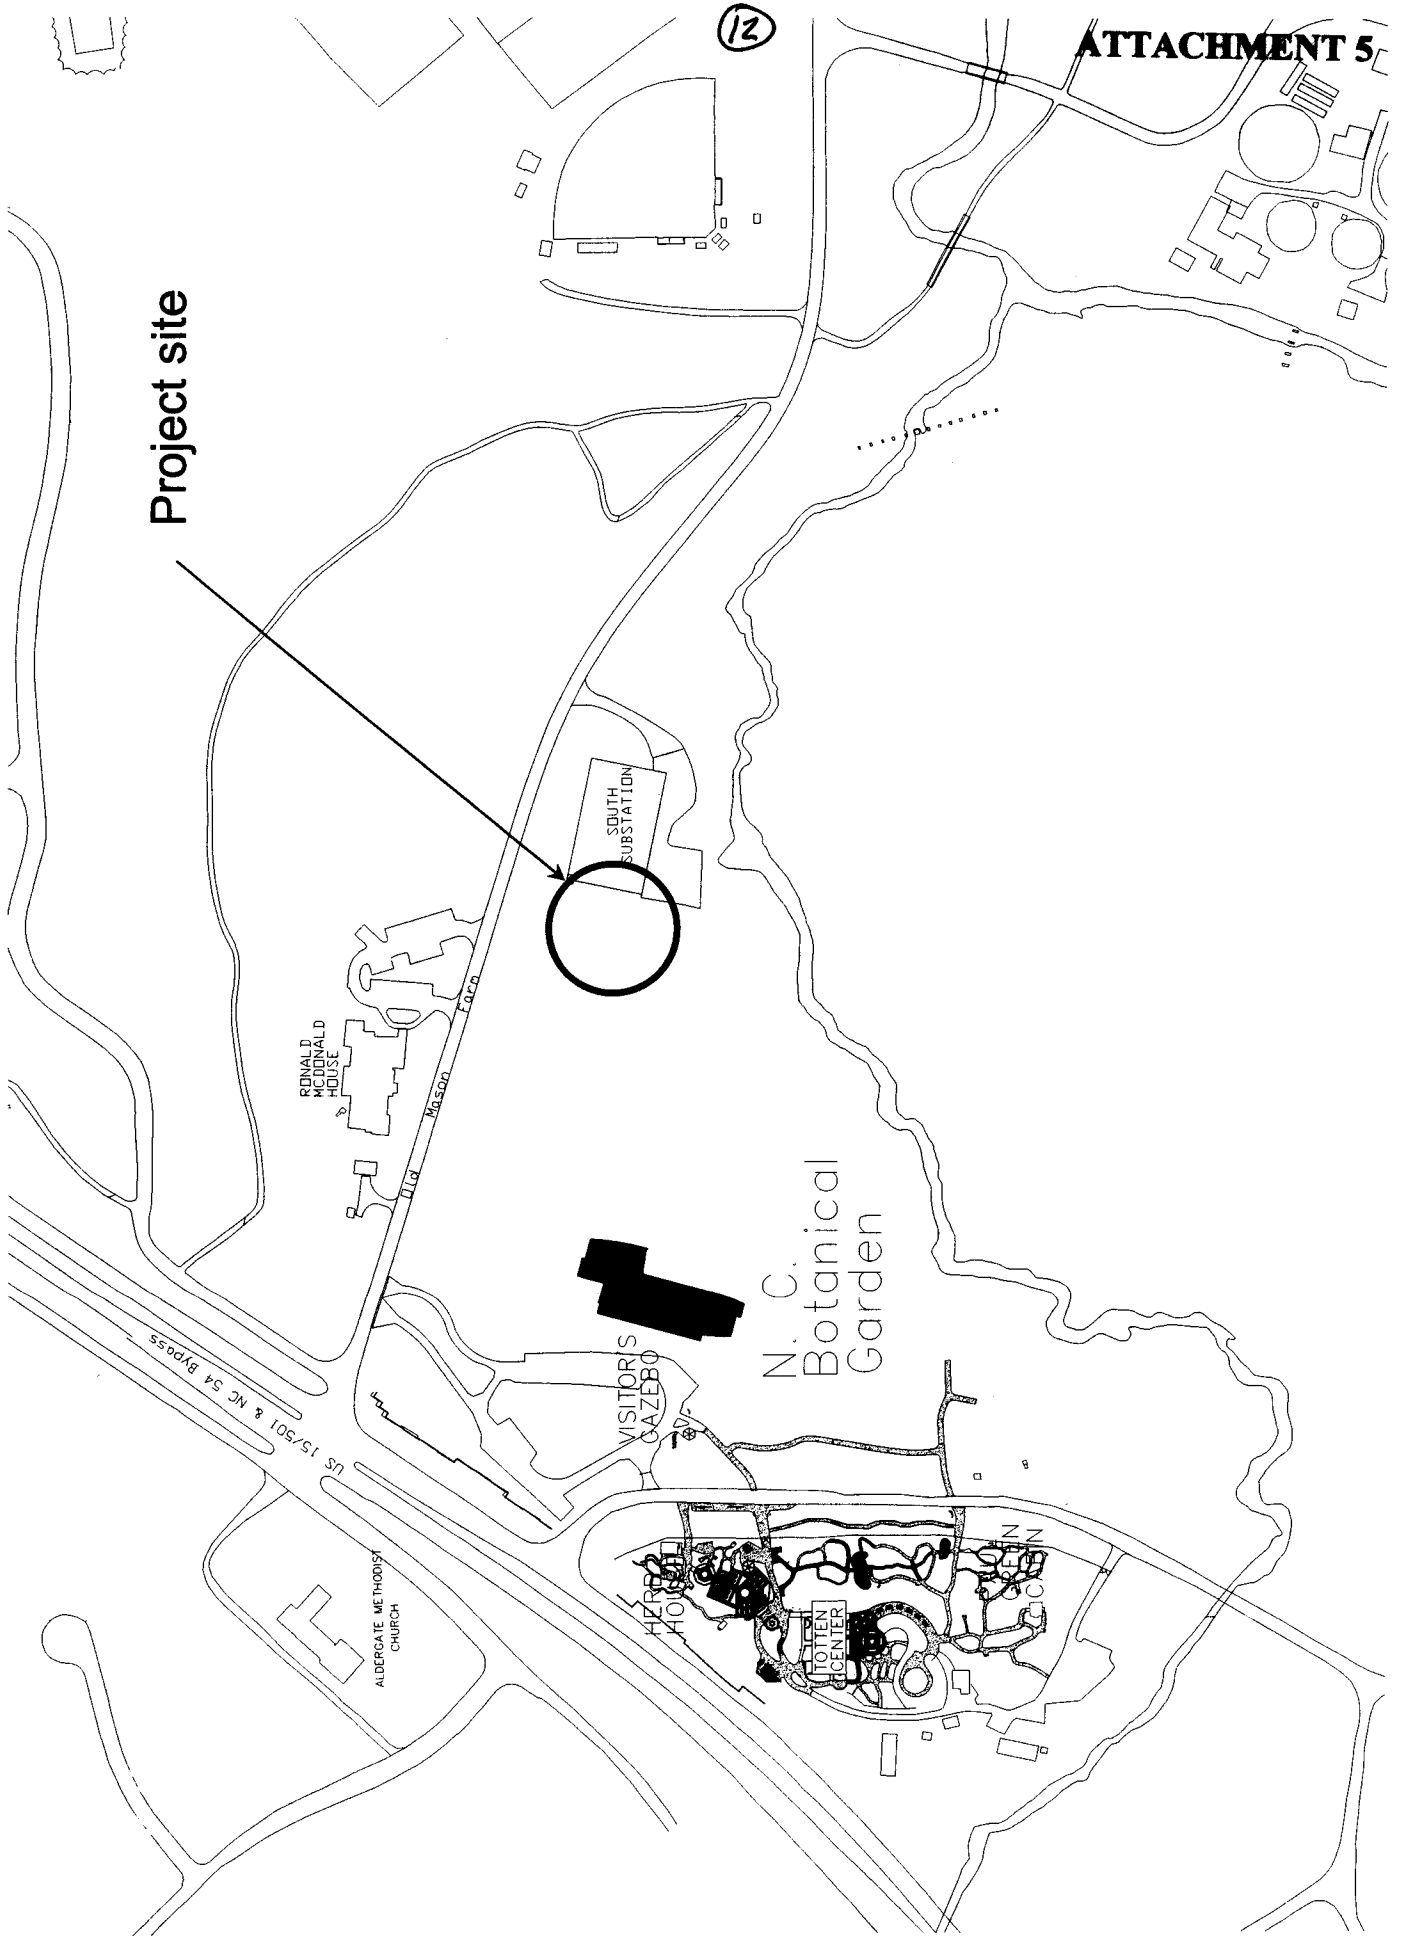 12
ATTACHMENT 5
Project site
SOUTH
SUBSTATION
RONALD
MCDONALD
HOUSE
Old Mason Farm
N. C.
Botanical
Garden
VISITOR'S
GAZEBO
US 15/501 & NC 54 Bypass
ALDERGATE METHODIST
CHURCH
HERB
TOTTEN
CENTER